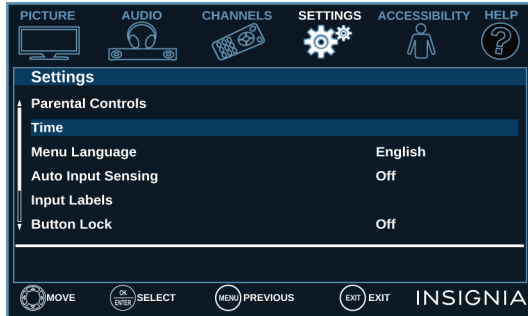 PICTURE AUDIO CHANNELS SETTINGS ACCESSIBILITY HELP
Settings
Parental Controls
Time
Menu Language English
Auto Input Sensing Off
Input Labels
Button Lock Off
MOVE OK ENTER SELECT MENU PREVIOUS EXIT EXIT INSIGNIA